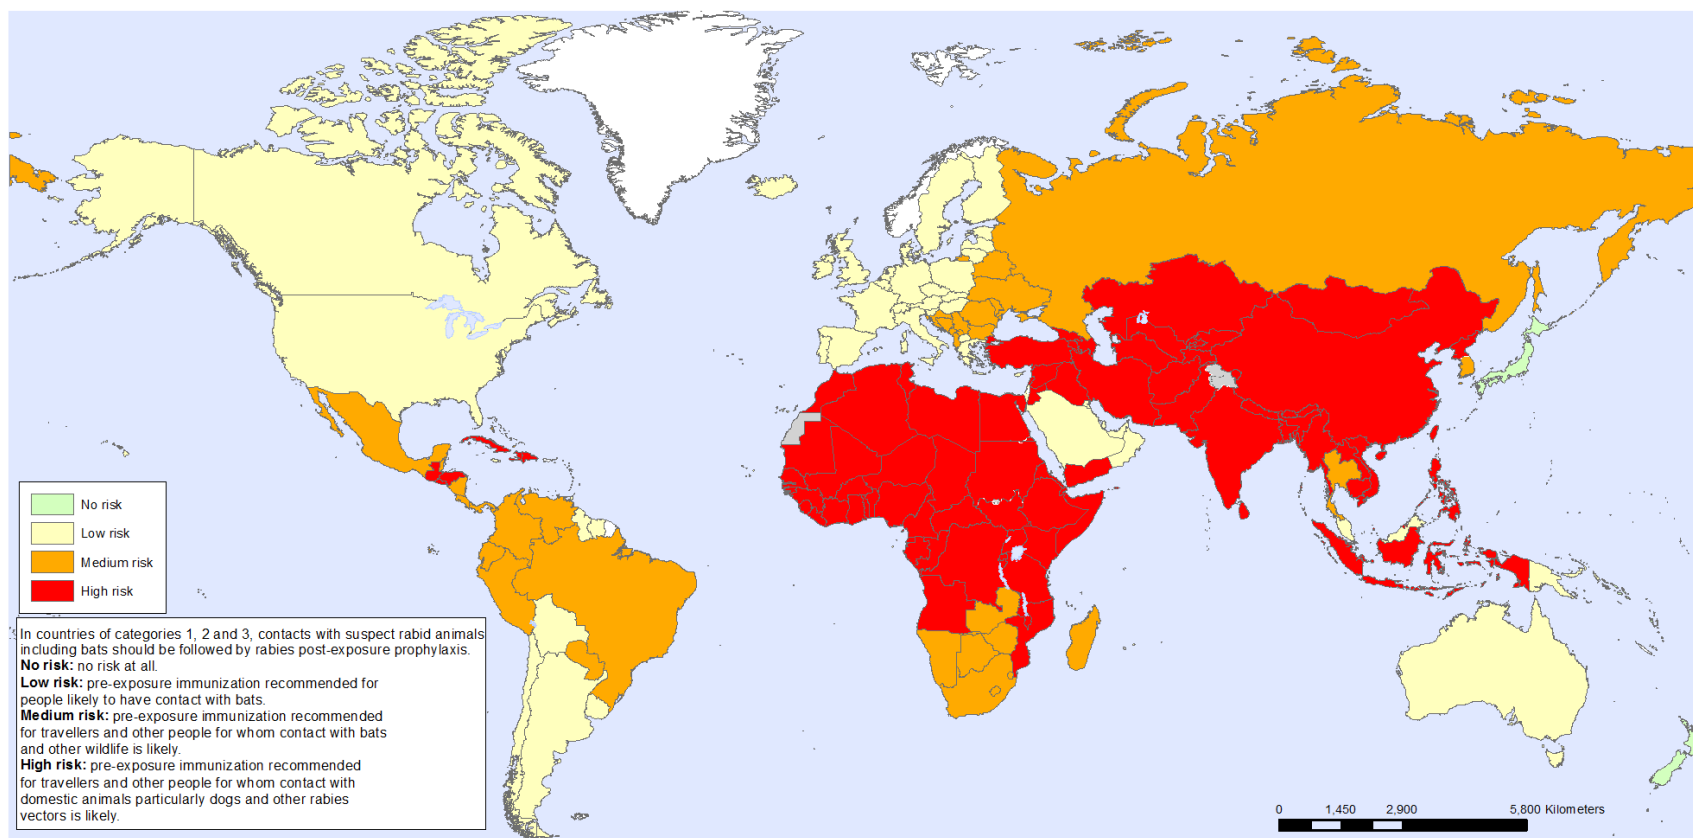 No risk
Low risk
Medium risk
High risk
In countries of categories 1, 2 and 3, contacts with suspect rabid animals
including bats should be followed by rabies post-exposure prophylaxis.
No risk: no risk at all.
Low risk: pre-exposure immunization recommended for
people likely to have contact with bats.
Medium risk: pre-exposure immunization recommended
for travellers and other people for whom contact with bats
and other wildlife is likely.
High risk: pre-exposure immunization recommended
for travellers and other people for whom contact with
domestic animals particularly dogs and other rabies
vectors is likely.
0 1,450 2,900 5,800 Kilometers